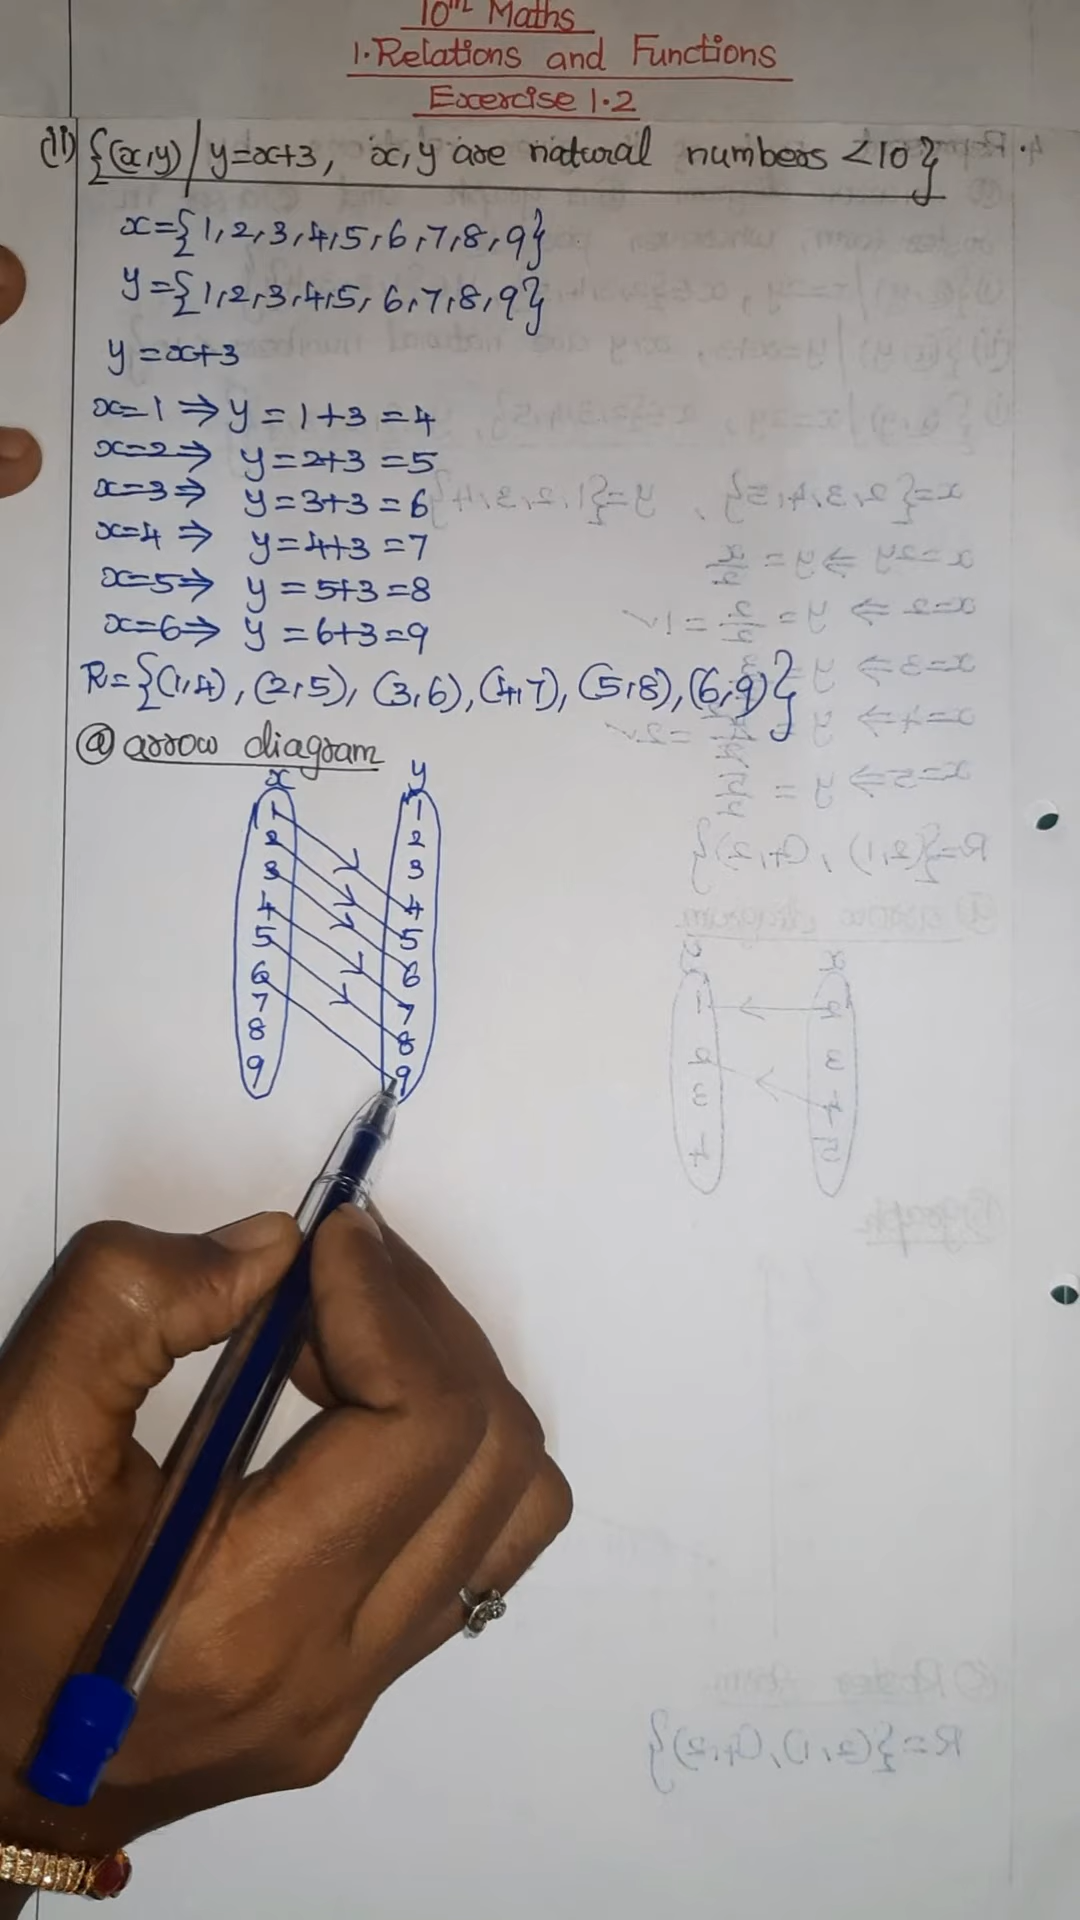 10th Maths
1. Relations and Functions
Excercise 1.2
(ii) {(x,y) / y=x+3, x,y are natural numbers <10}.
x={1,2,3,4,5,6,7,8,9}
y={1,2,3,4,5,6,7,8,9}
y=x+3
x=1 ⇒ y = 1+3 = 4
x=2 ⇒ y=2+3 =5
x=3 ⇒ y=3+3 = 6
x=4 ⇒ y=4+3 =7
x=5 ⇒ y = 5+3 =8
x=6 ⇒ y = 6+3 =9
R={(1,4), (2,5), (3,6), (4,7), (5,8), (6,9)}
(a) arrow diagram
x y
1 1
2 2
3 3
4 4
5 5
6 6
7 7
8 8
9 9